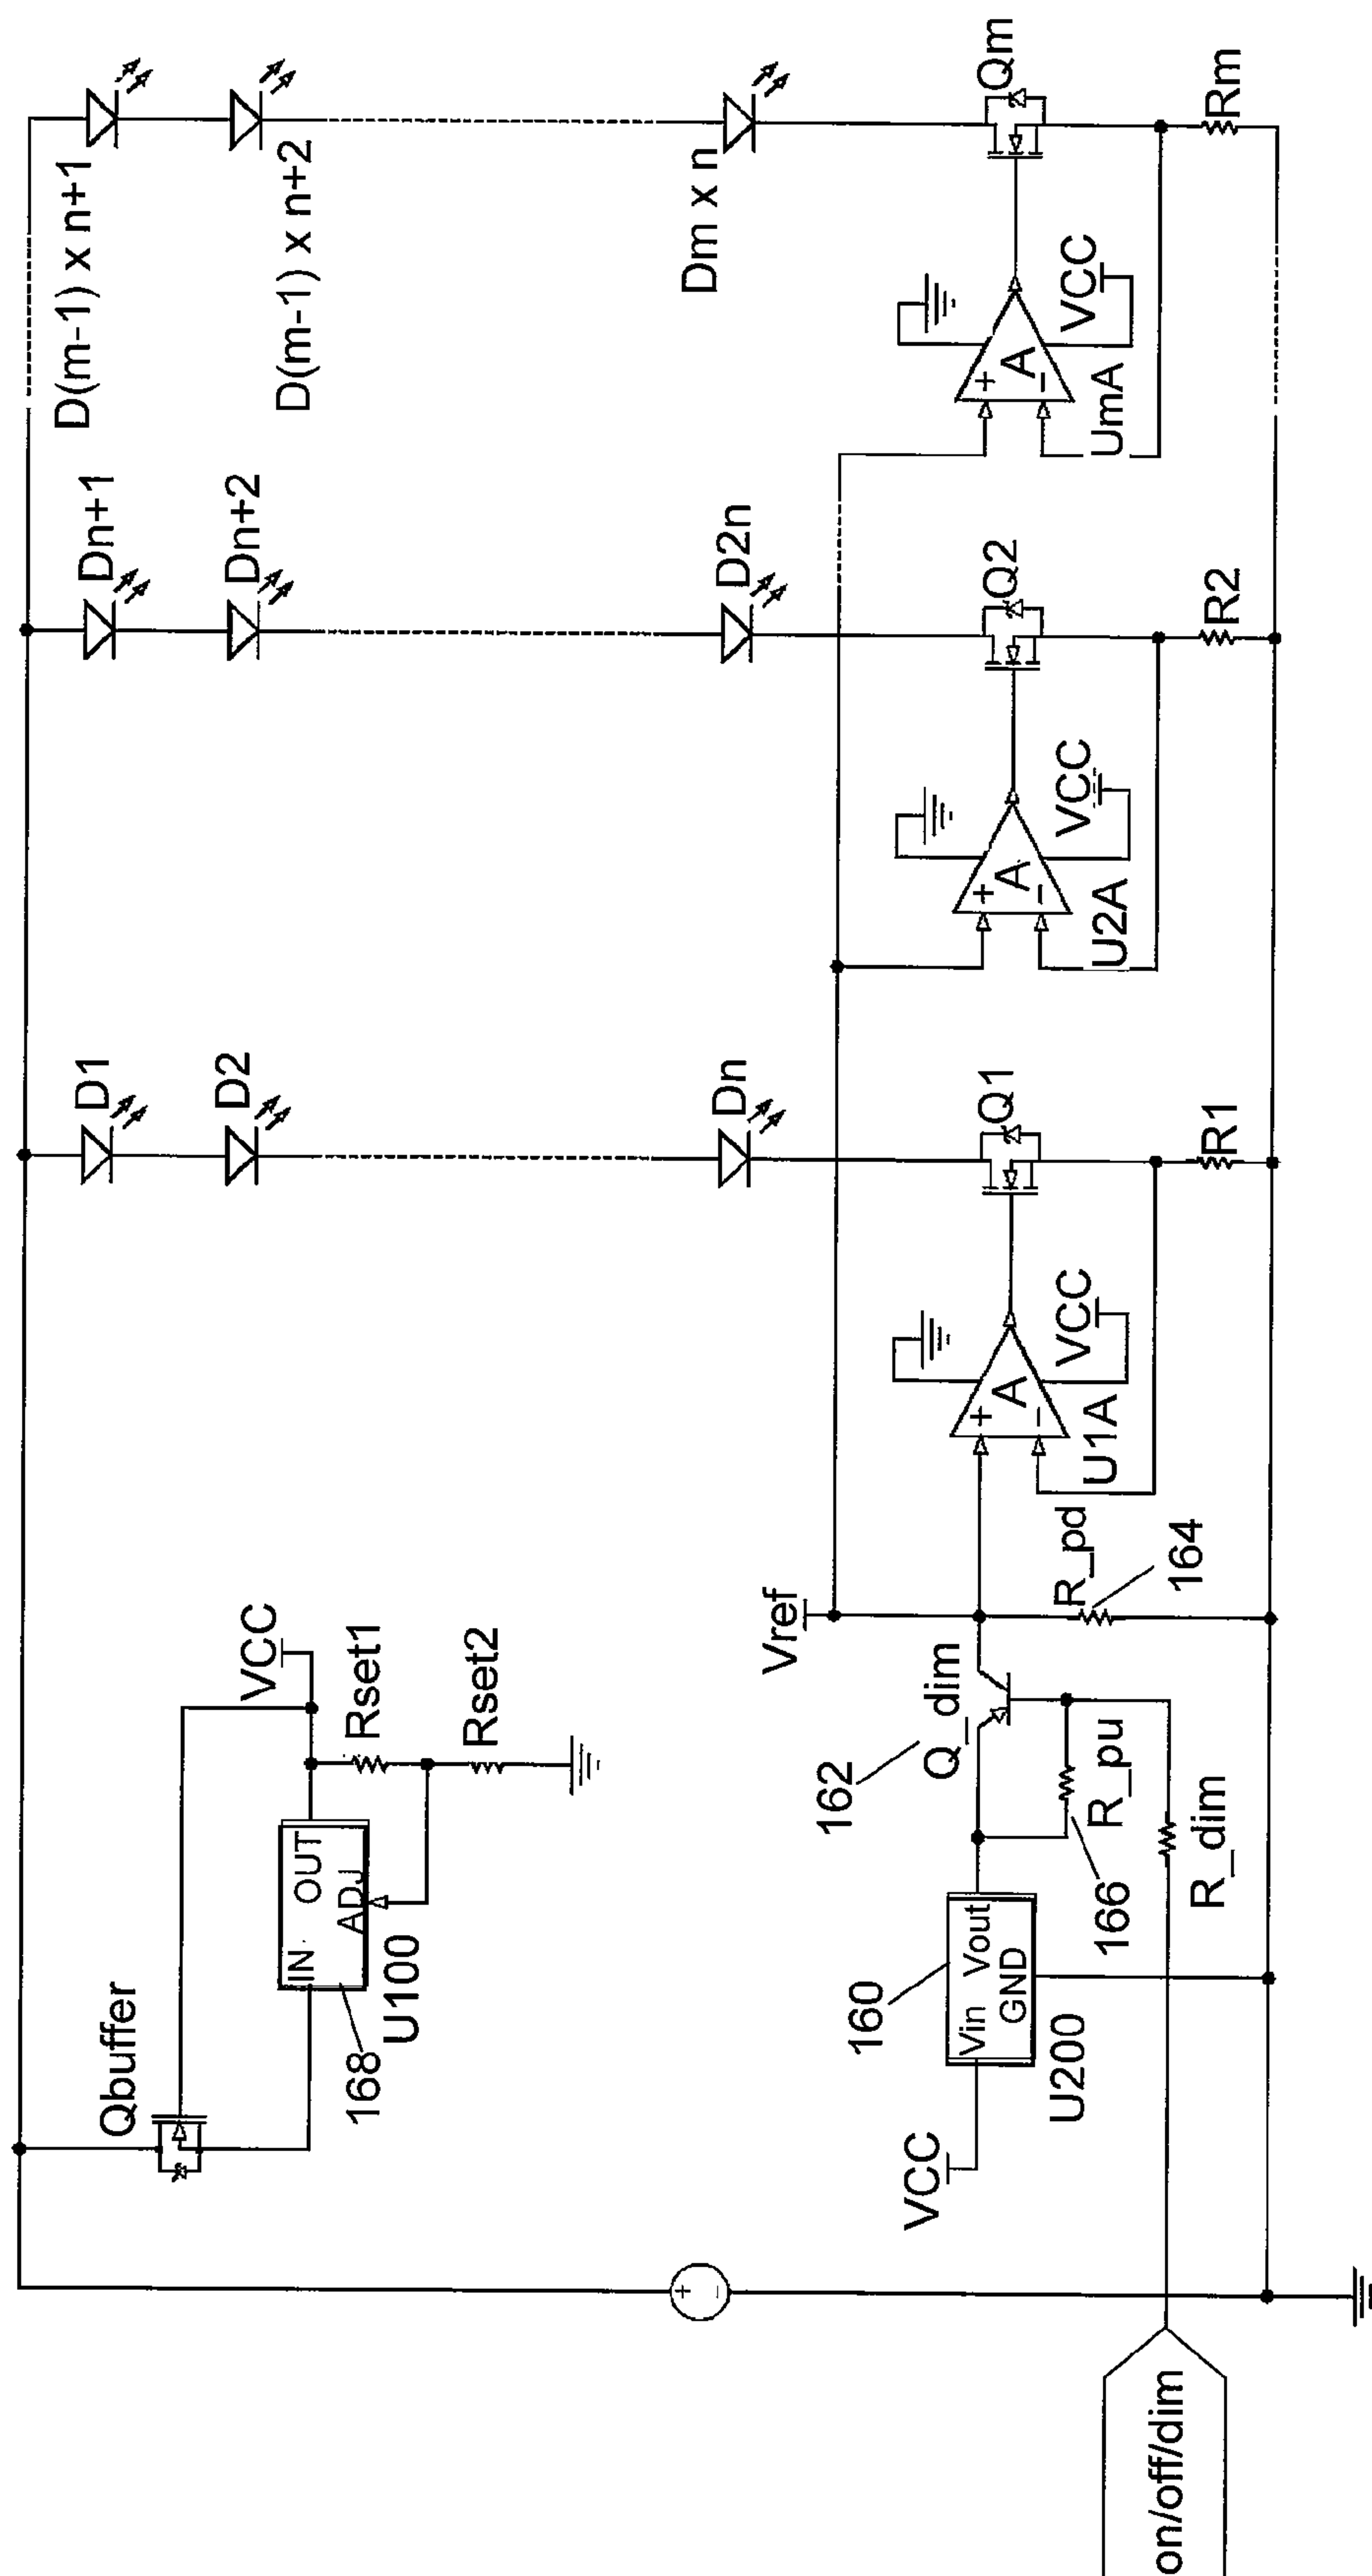 Qbuffer
VCC
IN
OUT
ADJ
168
U100
Rset1
Rset2
D1
D2
Dn
Dn+1
Dn+2
D2n
D(m-1) x n+1
D(m-1) x n+2
Dm x n
on/off/dim
+
-
VCC
160
Vin
Vout
GND
U200
162
Q_dim
166
R_pu
R_dim
Vref
R_pd
164
+
A
-
U1A
VCC
Q1
R1
+
A
-
U2A
VCC
Q2
R2
+
A
-
UmA
VCC
Qm
Rm